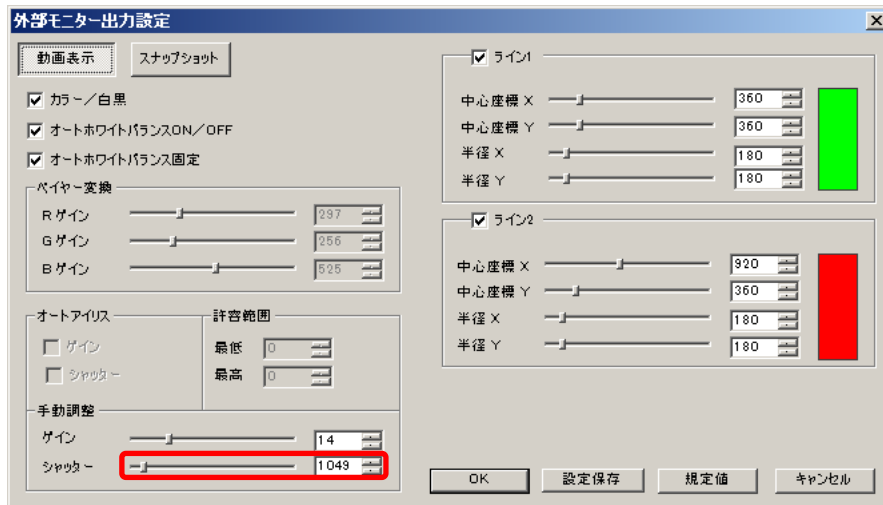 外部モニター出力設定
動画表示
スナップショット
カラー/白黒
オートホワイトバランスON/OFF
オートホワイトバランス固定
ベイヤー変換
Rゲイン 297
Gゲイン 256
Bゲイン 525
オートアイリス
ゲイン
シャッター
許容範囲
最低 0
最高 0
手動調整
ゲイン 14
シャッター 1049
ライン1
中心座標 X 360
中心座標 Y 360
半径 X 180
半径 Y 180
ライン2
中心座標 X 920
中心座標 Y 360
半径 X 180
半径 Y 180
OK
設定保存
規定値
キャンセル